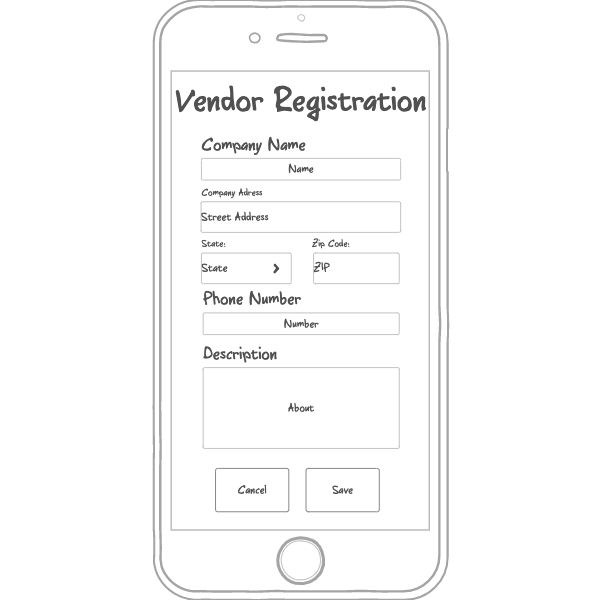 Vendor Registration
Company Name
Name
Company Adress
Street Address
State: Zip Code:
State ZIP
Phone Number
Number
Description
About
Cancel Save